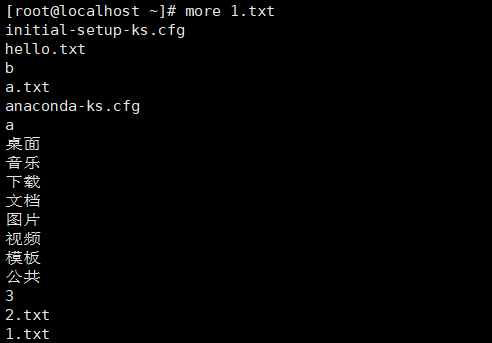 [root@localhost ~]# more 1.txt
initial-setup-ks.cfg
hello.txt
b
a.txt
anaconda-ks.cfg
a
桌面
音乐
下载
文档
图片
视频
模板
公共
3
2.txt
1.txt